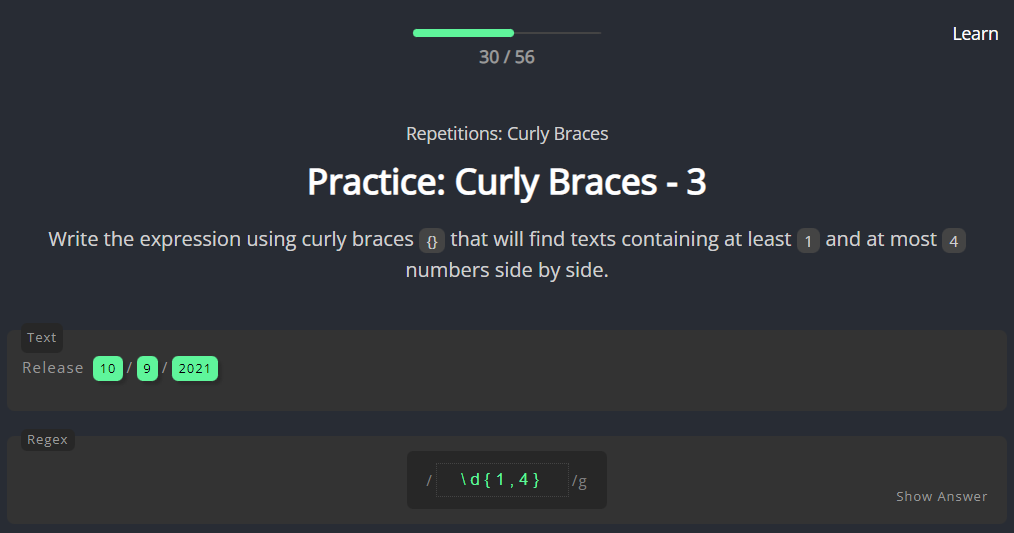 Learn
30 / 56
Repetitions: Curly Braces
Practice: Curly Braces - 3
Write the expression using curly braces {} that will find texts containing at least 1 and at most 4
numbers side by side.
Text
Release 10 / 9 / 2021
Regex
/ \d{1,4} /g
Show Answer